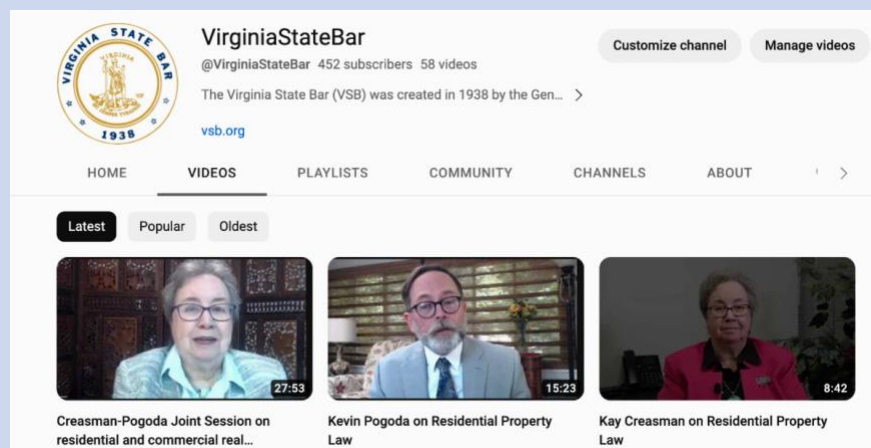 VIRGINIA STATE BAR
VIRGINIA
1938
VirginiaStateBar
@VirginiaStateBar 452 subscribers 58 videos
The Virginia State Bar (VSB) was created in 1938 by the Gen...
vsb.org
Customize channel
Manage videos
HOME VIDEOS PLAYLISTS COMMUNITY CHANNELS ABOUT
Latest Popular Oldest
27:53
15:23
8:42
Creasman-Pogoda Joint Session on
residential and commercial real...
Kevin Pogoda on Residential Property
Law
Kay Creasman on Residential Property
Law